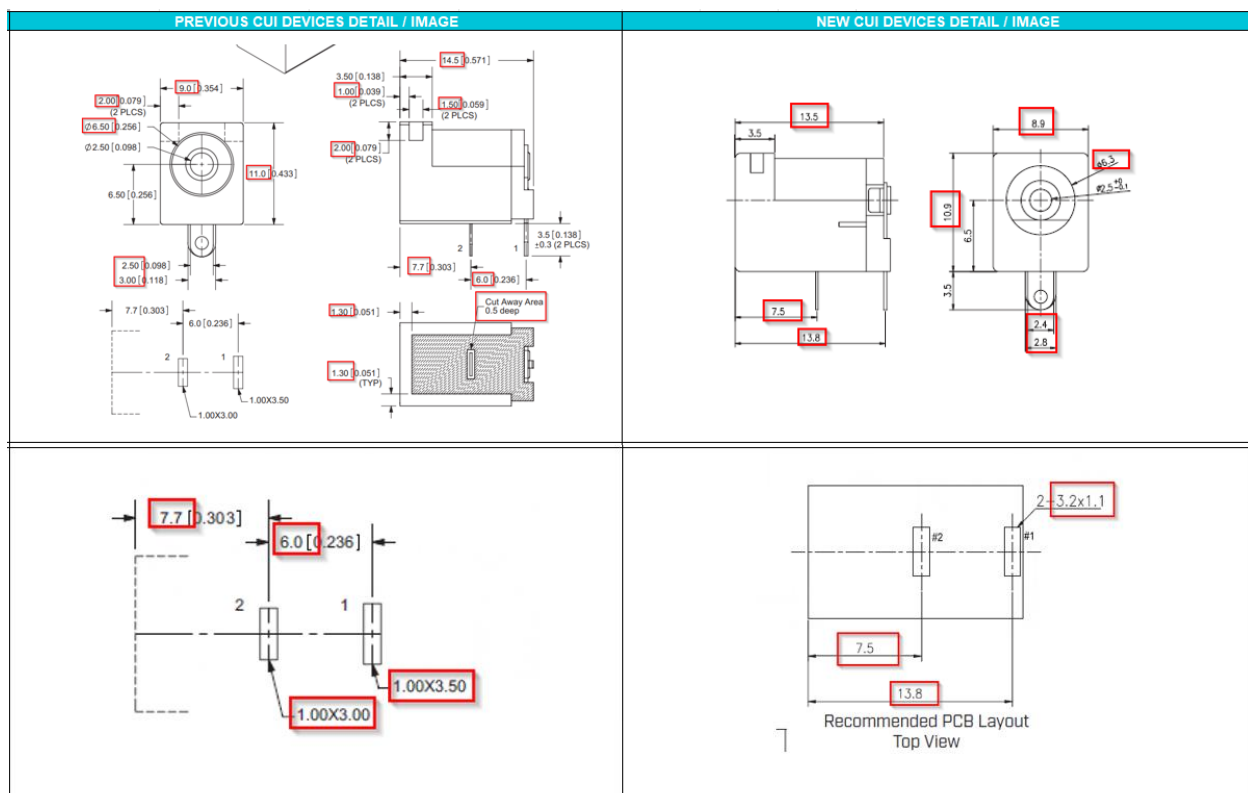 PREVIOUS CUI DEVICES DETAIL / IMAGE
NEW CUI DEVICES DETAIL / IMAGE
14.5 [0.571]
9.0 [0.354]
3.50 [0.138]
2.00 [0.079]
(2 PLCS)
1.00 [0.039]
(2 PLCS)
1.50 [0.059]
(2 PLCS)
Ø6.50 [0.256]
Ø2.50 [0.098]
2.00 [0.079]
(2 PLCS)
11.0 [0.433]
6.50 [0.256]
3.5 [0.138]
±0.3 (2 PLCS)
2
1
2.50 [0.098]
3.00 [0.118]
7.7 [0.303]
6.0 [0.236]
7.7 [0.303]
6.0 [0.236]
Cut Away Area
0.5 deep
1.30 [0.051]
2
1
1.30 [0.051]
(TYP)
1.00X3.50
1.00X3.00
13.5
3.5
8.9
ø6.3
ø2.5 +0 -0.1
10.9
6.5
3.5
7.5
13.8
2.4
2.8
7.7 [0.303]
6.0 [0.236]
2
1
1.00X3.50
1.00X3.00
2-3.2x1.1
#2
#1
7.5
13.8
Recommended PCB Layout
Top View